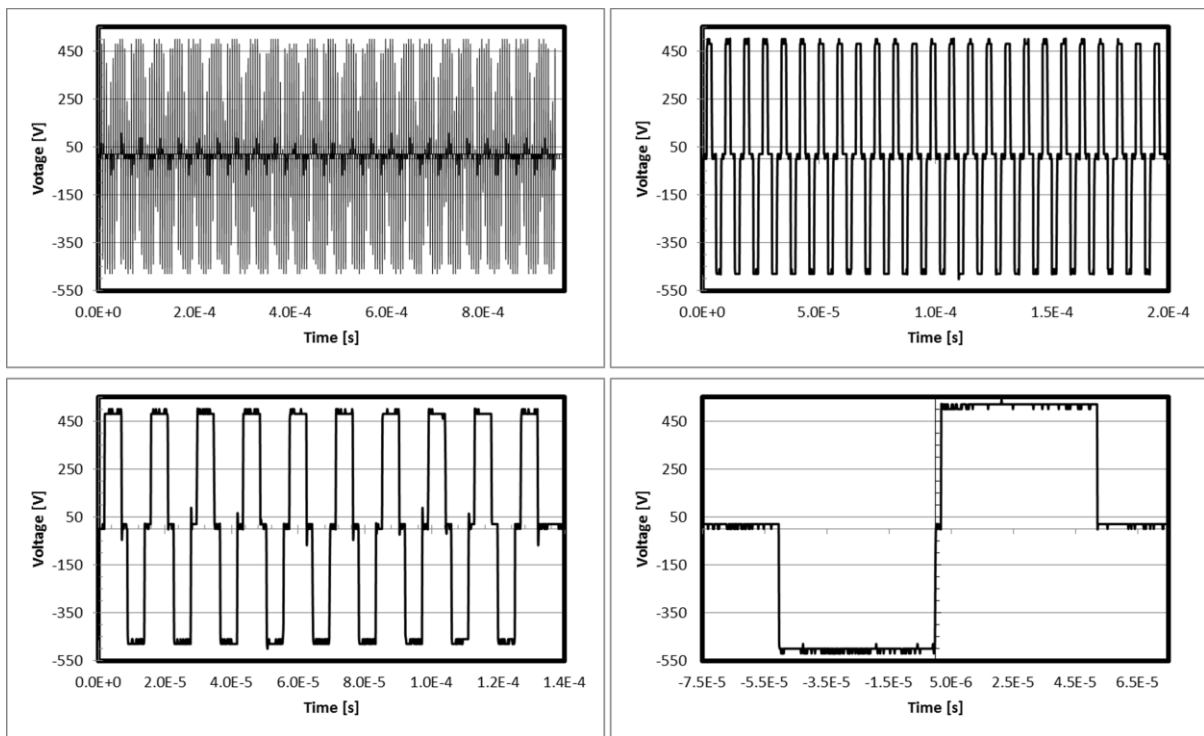 450
250
50
-150
-350
-550
Votage [V]
0.0E+0 2.0E-4 4.0E-4 6.0E-4 8.0E-4
Time [s]
450
250
50
-150
-350
-550
Voltage [V]
0.0E+0 5.0E-5 1.0E-4 1.5E-4 2.0E-4
Time [s]
450
250
50
-150
-350
-550
Voltage [V]
0.0E+0 2.0E-5 4.0E-5 6.0E-5 8.0E-5 1.0E-4 1.2E-4 1.4E-4
Time [s]
450
250
50
-150
-350
-550
Voltage [V]
-7.5E-5 -5.5E-5 -3.5E-5 -1.5E-5 5.0E-6 2.5E-5 4.5E-5 6.5E-5
Time [s]